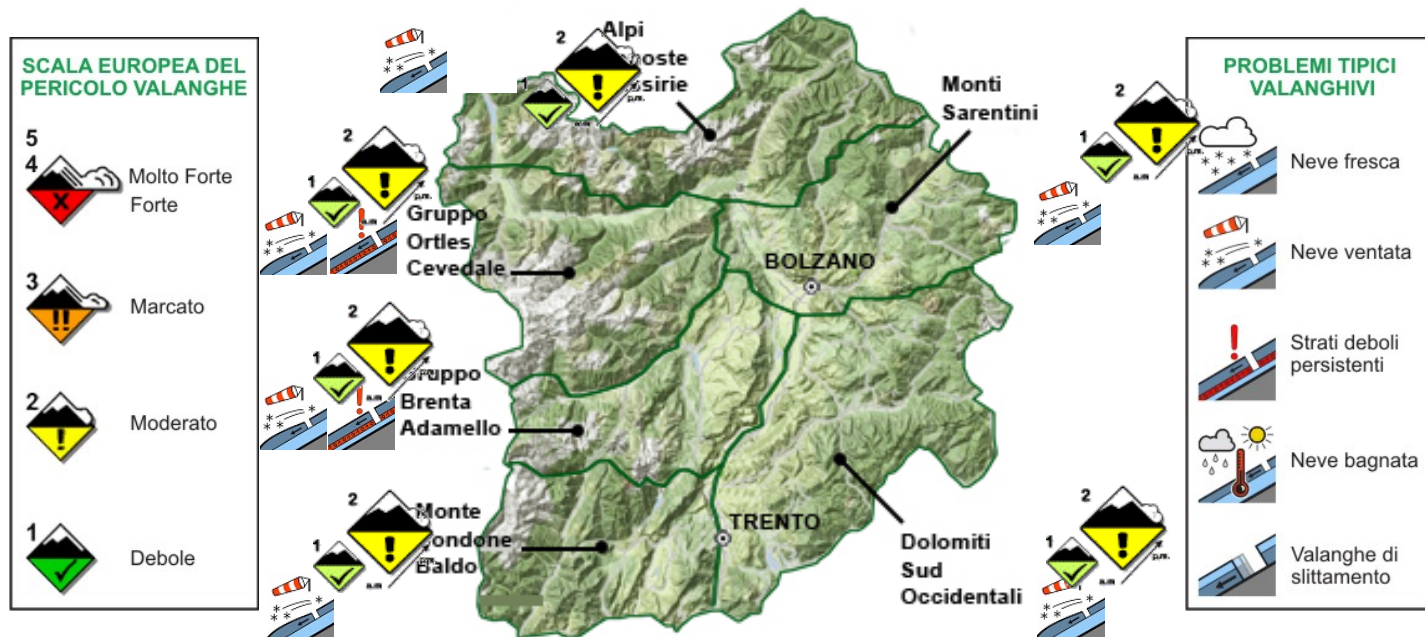 SCALA EUROPEA DEL
PERICOLO VALANGHE
5
4
Molto Forte
Forte
3
Marcato
2
Moderato
1
Debole
Alpi
2
1
a.m
p.m.
Monti
Sarentini
2
1
a.m
p.m.
Gruppo
Ortles
Cevedale
2
1
a.m
p.m.
BOLZANO
Gruppo
Brenta
Adamello
2
1
Monte
Baldo
2
1
a.m
p.m.
TRENTO
Dolomiti
Sud
Occidentali
2
1
a.m
p.m.
PROBLEMI TIPICI
VALANGHIVI
Neve fresca
Neve ventata
Strati deboli
persistenti
Neve bagnata
Valanghe di
slittamento